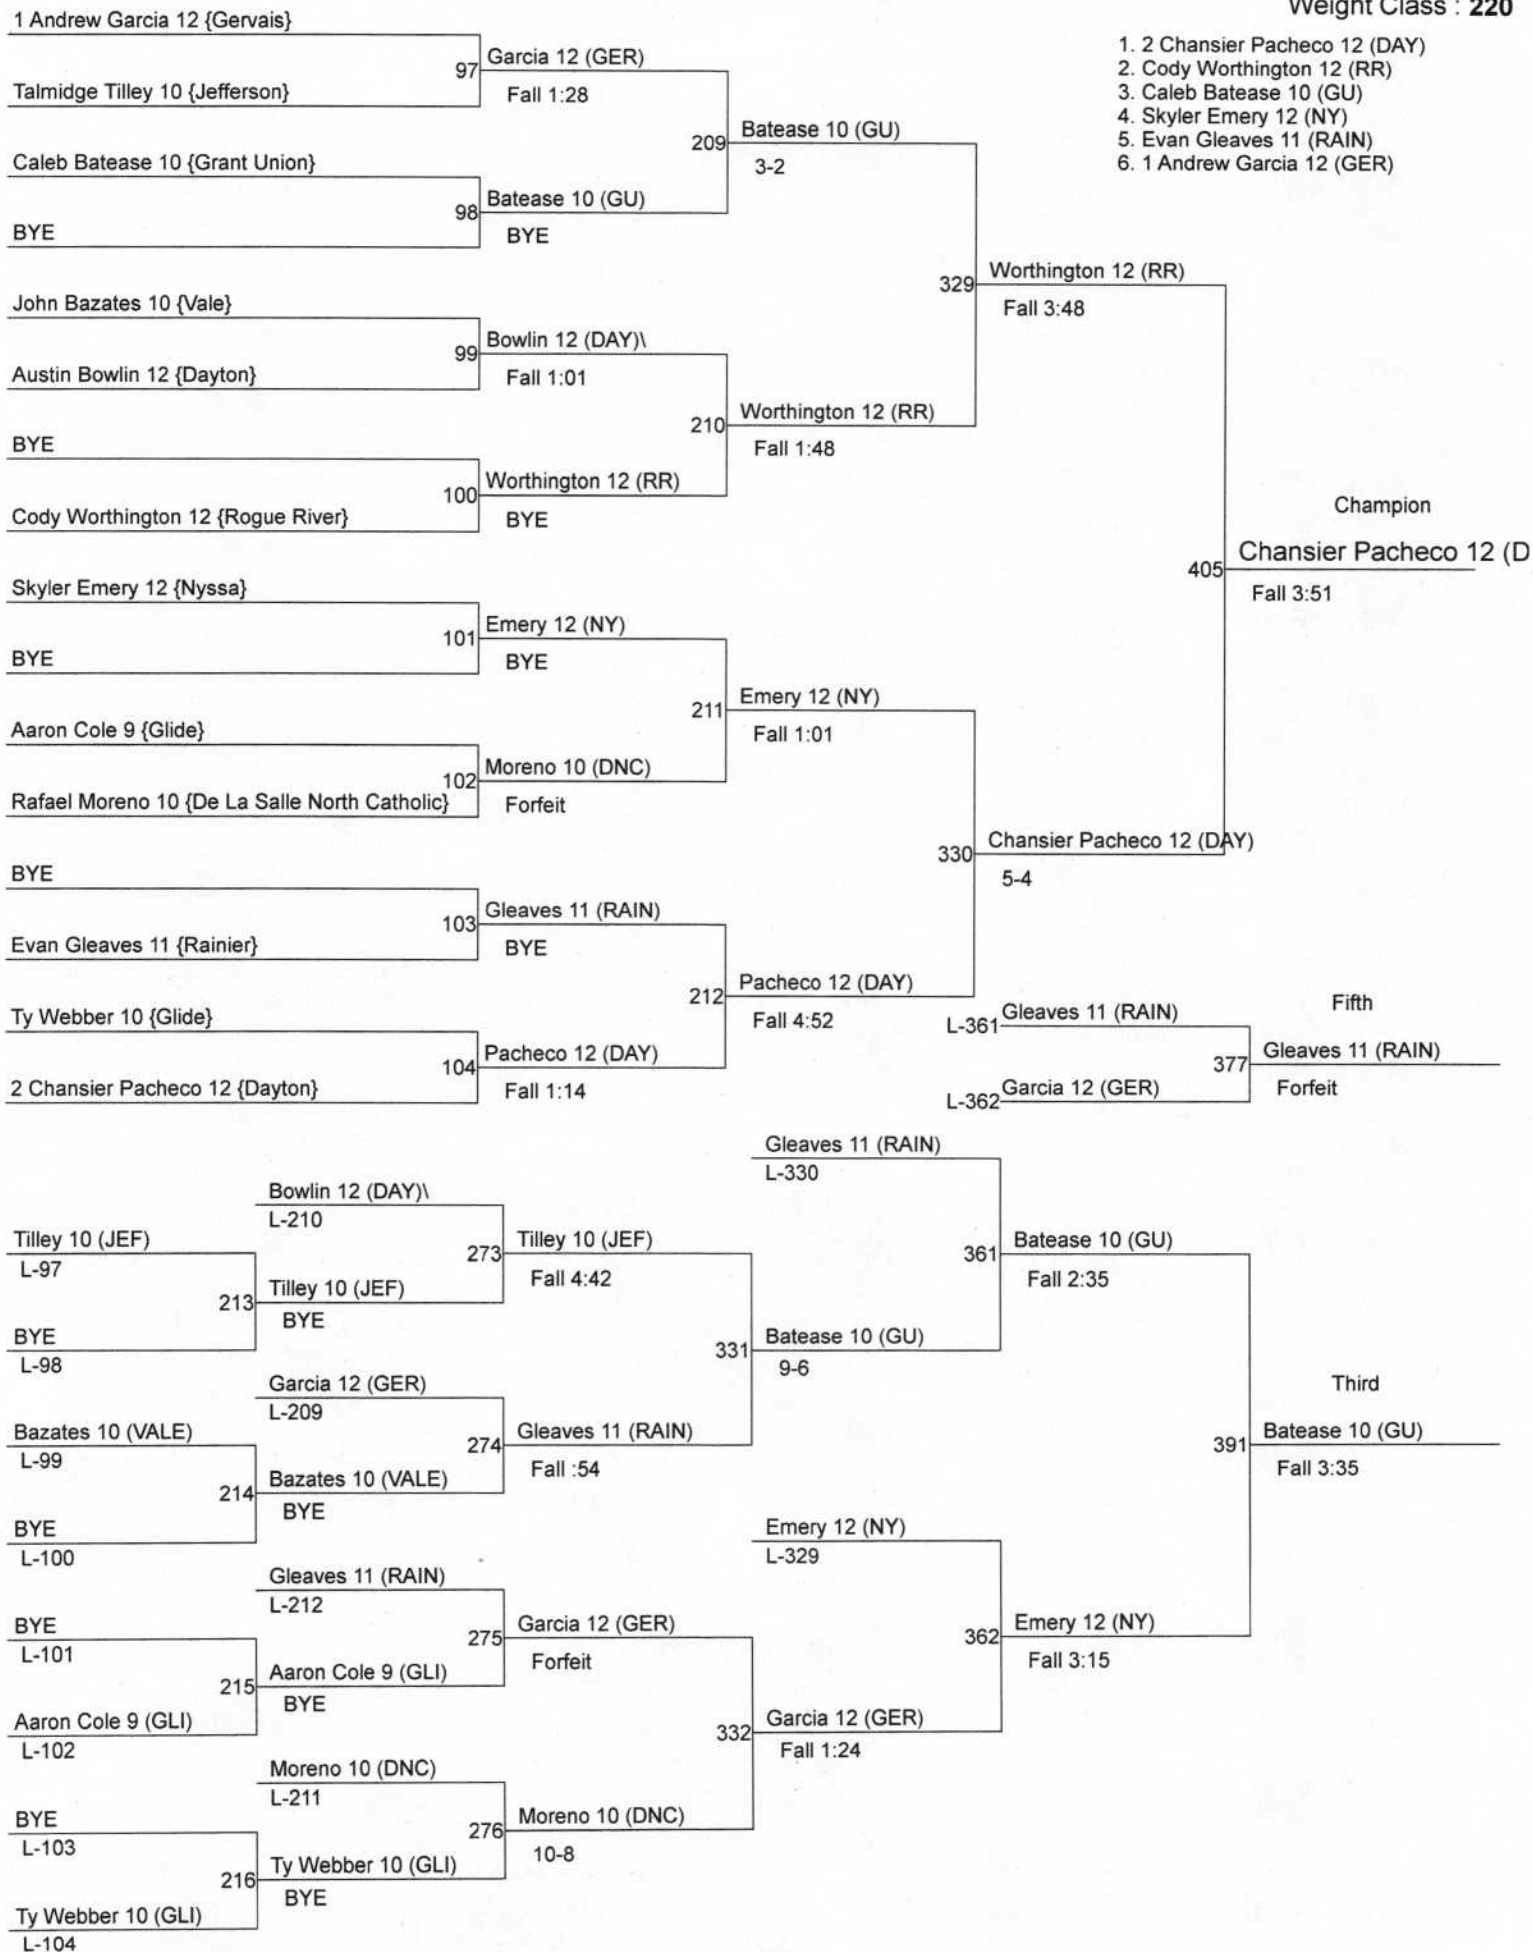 Weight Class : 220
1. 2 Chansier Pacheco 12 (DAY)
2. Cody Worthington 12 (RR)
3. Caleb Batease 10 (GU)
4. Skyler Emery 12 (NY)
5. Evan Gleaves 11 (RAIN)
6. 1 Andrew Garcia 12 (GER)
1 Andrew Garcia 12 {Gervais}
Talmidge Tilley 10 {Jefferson}
Caleb Batease 10 {Grant Union}
BYE
John Bazates 10 {Vale}
Austin Bowlin 12 {Dayton}
BYE
Cody Worthington 12 {Rogue River}
Skyler Emery 12 {Nyssa}
BYE
Aaron Cole 9 {Glide}
Rafael Moreno 10 {De La Salle North Catholic}
BYE
Evan Gleaves 11 {Rainier}
Ty Webber 10 {Glide}
2 Chansier Pacheco 12 {Dayton}
97 Garcia 12 (GER)
Fall 1:28
98 Batease 10 (GU)
BYE
99 Bowlin 12 (DAY)\
Fall 1:01
100 Worthington 12 (RR)
BYE
101 Emery 12 (NY)
BYE
102 Moreno 10 (DNC)
Forfeit
103 Gleaves 11 (RAIN)
BYE
104 Pacheco 12 (DAY)
Fall 1:14
209 Batease 10 (GU)
3-2
210 Worthington 12 (RR)
Fall 1:48
211 Emery 12 (NY)
Fall 1:01
212 Pacheco 12 (DAY)
Fall 4:52
329 Worthington 12 (RR)
Fall 3:48
330 Chansier Pacheco 12 (DAY)
5-4
Champion
405 Chansier Pacheco 12 (D
Fall 3:51
L-361 Gleaves 11 (RAIN)
L-362 Garcia 12 (GER)
Fifth
377 Gleaves 11 (RAIN)
Forfeit
Tilley 10 (JEF)
L-97
BYE
L-98
Bazates 10 (VALE)
L-99
BYE
L-100
BYE
L-101
Aaron Cole 9 (GLI)
L-102
BYE
L-103
Ty Webber 10 (GLI)
L-104
Bowlin 12 (DAY)\
L-210
213 Tilley 10 (JEF)
BYE
Garcia 12 (GER)
L-209
214 Bazates 10 (VALE)
BYE
Gleaves 11 (RAIN)
L-212
215 Aaron Cole 9 (GLI)
BYE
Moreno 10 (DNC)
L-211
216 Ty Webber 10 (GLI)
BYE
273 Tilley 10 (JEF)
Fall 4:42
274 Gleaves 11 (RAIN)
Fall :54
275 Garcia 12 (GER)
Forfeit
276 Moreno 10 (DNC)
10-8
Gleaves 11 (RAIN)
L-330
331 Batease 10 (GU)
9-6
Emery 12 (NY)
L-329
332 Garcia 12 (GER)
Fall 1:24
361 Batease 10 (GU)
Fall 2:35
362 Emery 12 (NY)
Fall 3:15
Third
391 Batease 10 (GU)
Fall 3:35